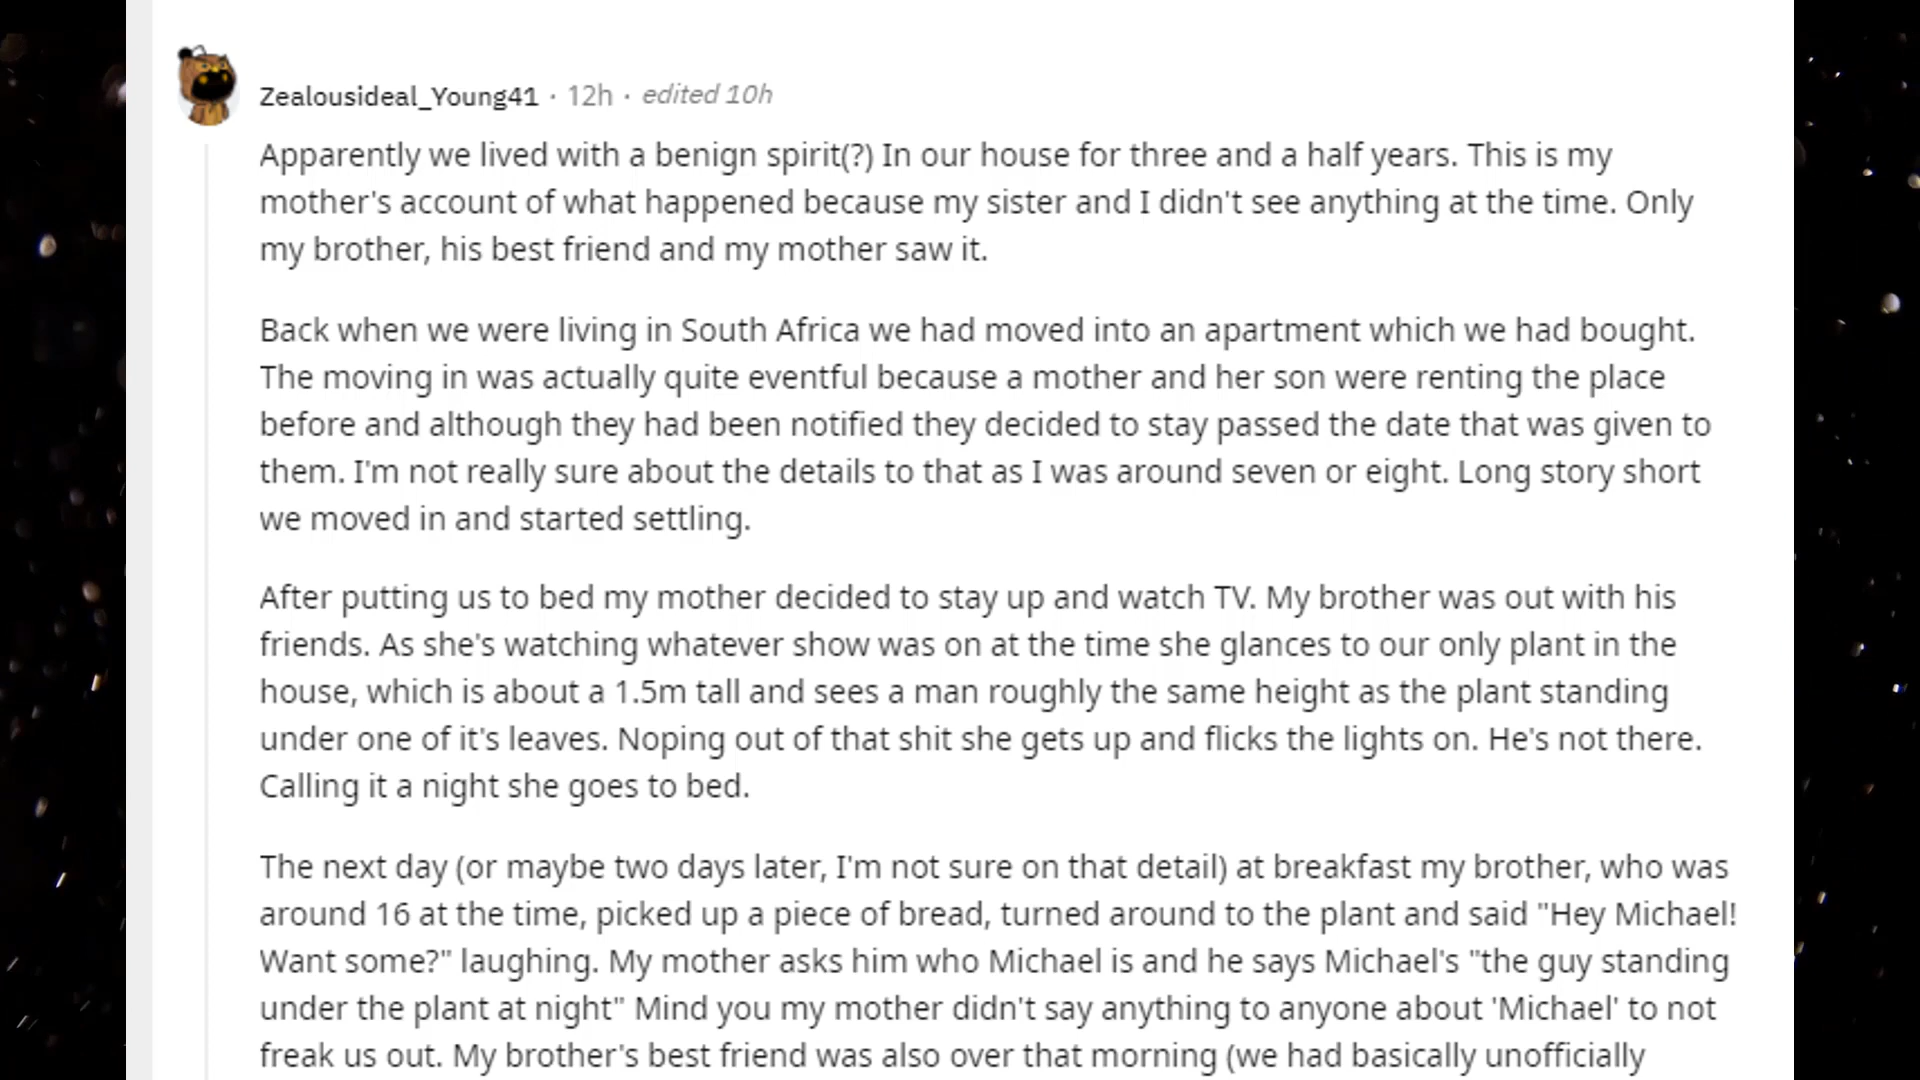 Zealousideal_Young41 · 12h · edited 10h
Apparently we lived with a benign spirit(?) In our house for three and a half years. This is my
mother's account of what happened because my sister and I didn't see anything at the time. Only
my brother, his best friend and my mother saw it.
Back when we were living in South Africa we had moved into an apartment which we had bought.
The moving in was actually quite eventful because a mother and her son were renting the place
before and although they had been notified they decided to stay passed the date that was given to
them. I'm not really sure about the details to that as I was around seven or eight. Long story short
we moved in and started settling.
After putting us to bed my mother decided to stay up and watch TV. My brother was out with his
friends. As she's watching whatever show was on at the time she glances to our only plant in the
house, which is about a 1.5m tall and sees a man roughly the same height as the plant standing
under one of it's leaves. Noping out of that shit she gets up and flicks the lights on. He's not there.
Calling it a night she goes to bed.
The next day (or maybe two days later, I'm not sure on that detail) at breakfast my brother, who was
around 16 at the time, picked up a piece of bread, turned around to the plant and said "Hey Michael!
Want some?" laughing. My mother asks him who Michael is and he says Michael's "the guy standing
under the plant at night" Mind you my mother didn't say anything to anyone about 'Michael' to not
freak us out. My brother's best friend was also over that morning (we had basically unofficially